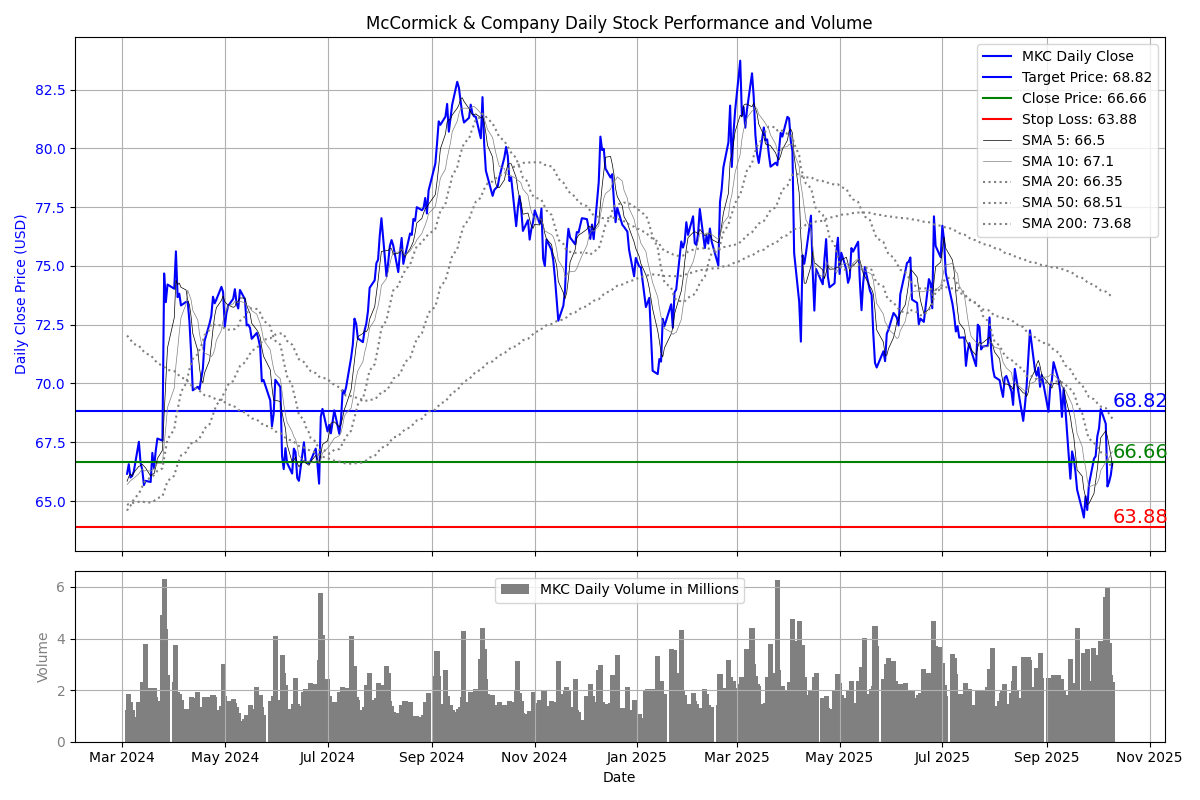 McCormick & Company Daily Stock Performance and Volume
MKC Daily Close
Target Price: 68.82
Close Price: 66.66
Stop Loss: 63.88
SMA 5: 66.5
SMA 10: 67.1
SMA 20: 66.35
SMA 50: 68.51
SMA 200: 73.68
Daily Close Price (USD)
82.5
80.0
77.5
75.0
72.5
70.0
67.5
65.0
68.82
66.66
63.88
MKC Daily Volume in Millions
Volume
6
4
2
0
Mar 2024 May 2024 Jul 2024 Sep 2024 Nov 2024 Jan 2025 Mar 2025 May 2025 Jul 2025 Sep 2025 Nov 2025
Date